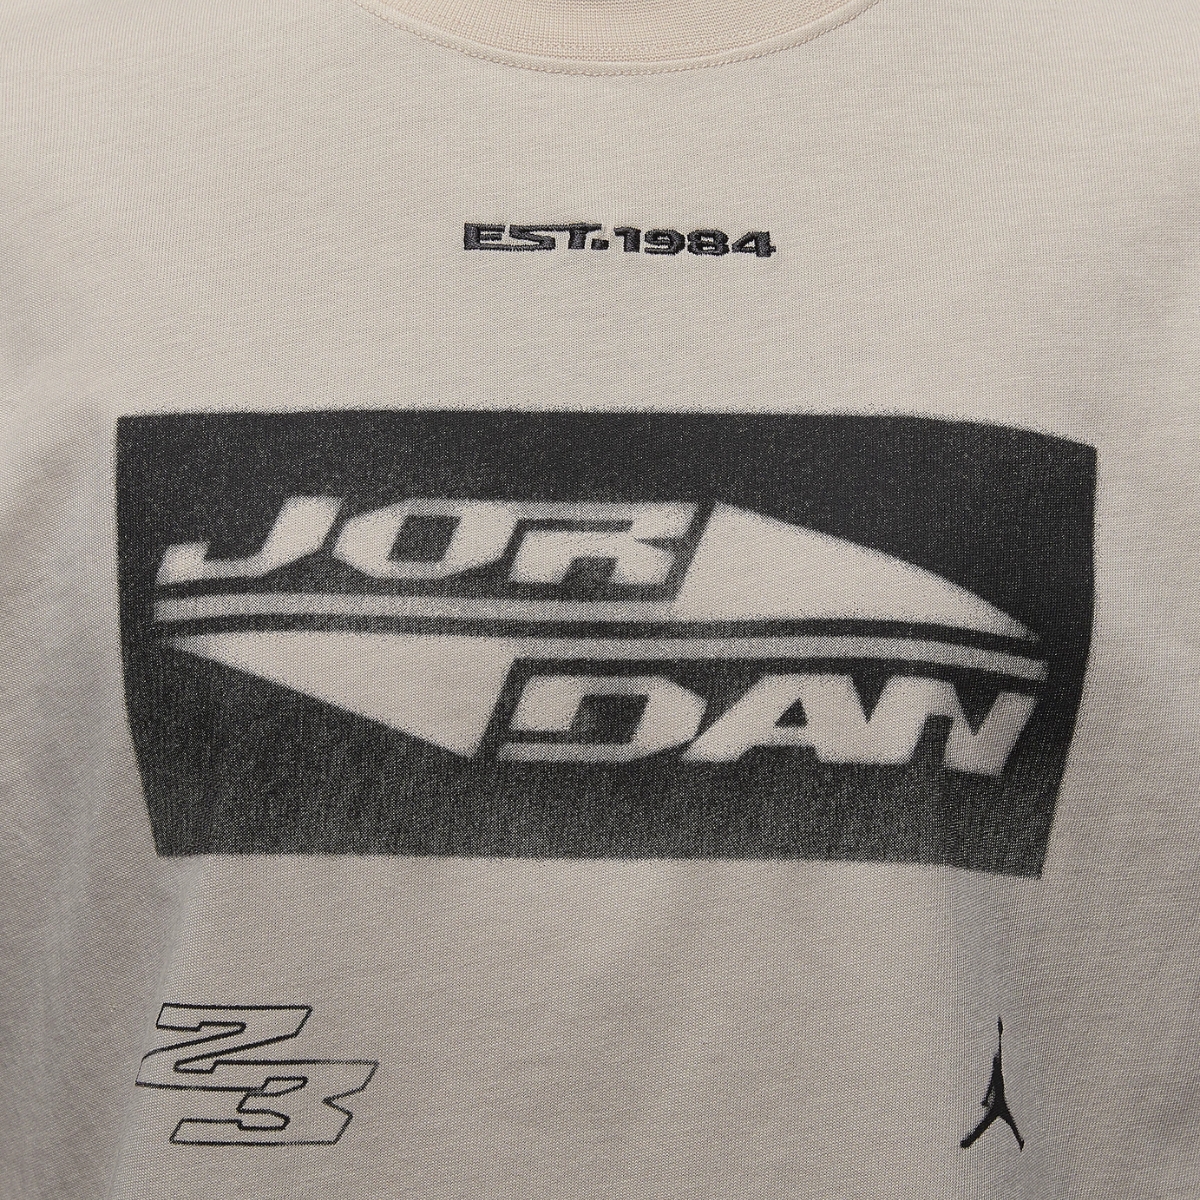 EST.1984
JOR
DAN
23